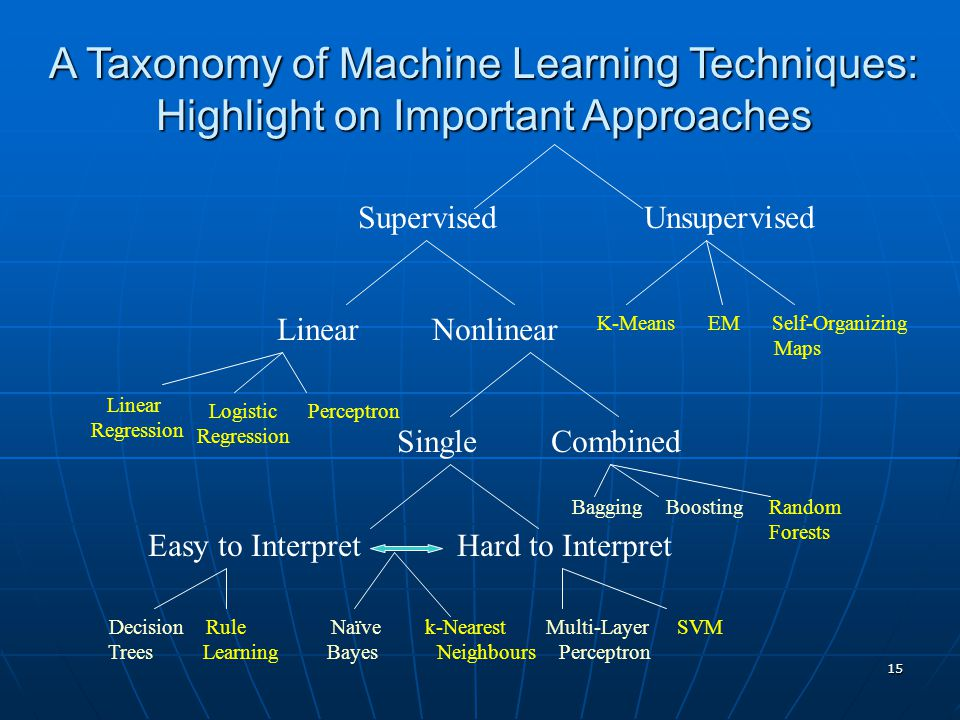 A Taxonomy of Machine Learning Techniques:
Highlight on Important Approaches
Supervised Unsupervised
Linear Nonlinear
K-Means EM Self-Organizing
Maps
Linear
Regression
Logistic
Regression
Perceptron
Single Combined
Bagging Boosting Random
Forests
Easy to Interpret Hard to Interpret
Decision
Trees
Rule
Learning
Naïve
Bayes
k-Nearest
Neighbours
Multi-Layer
Perceptron
SVM
15